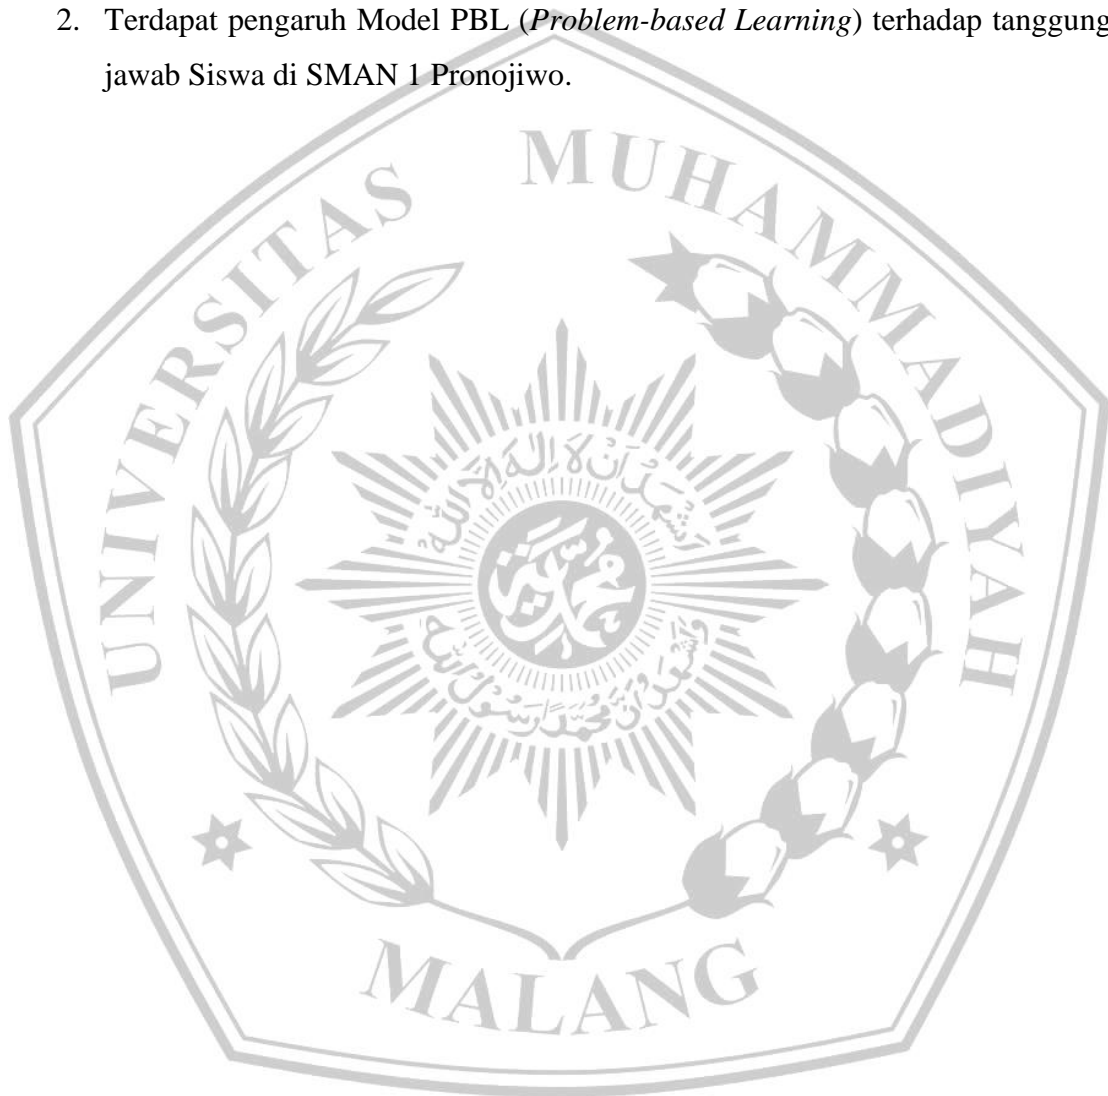 2. Terdapat pengaruh Model PBL (Problem-based Learning) terhadap tanggung
jawab Siswa di SMAN 1 Pronojiwo.
UNIVERSITAS MUHAMMADIYAH
MALANG